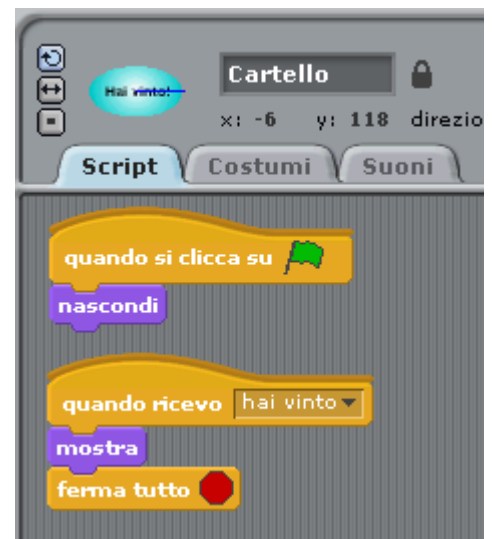 Cartello
Hai vinto!
x: -6 y: 118 direzio
Script Costumi Suoni
quando si clicca su
nascondi
quando ricevo hai vinto
mostra
ferma tutto